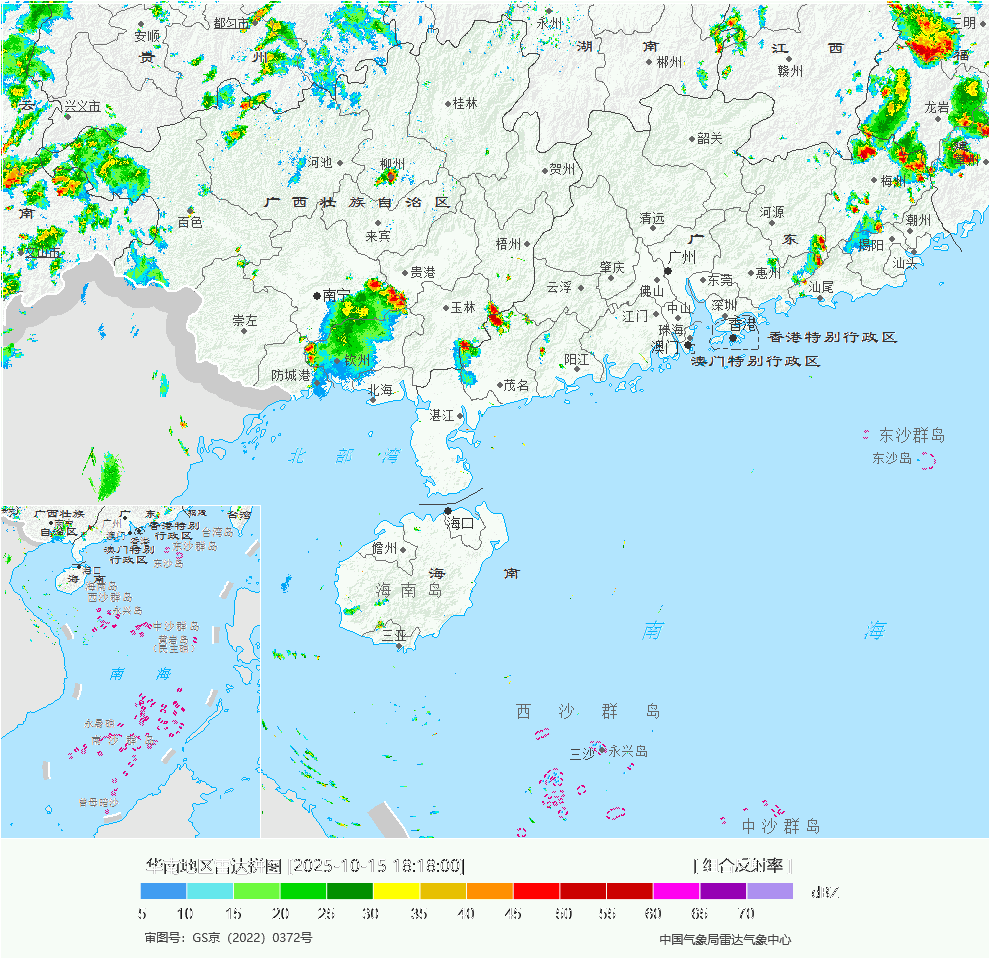 都匀市
永州
三明
安顺
贵 州
湖 南
江 西
郴州
赣州
福
云
兴义市
桂林
龙岩
韶关
河池
柳州
贺州
梅州
广西壮族自治区
南
百色
河源
潮州
清远
来宾
梧州
广 东
揭阳
文山市
汕头
广州
贵港
肇庆
惠州
东莞
云浮
佛山
汕尾
南宁
玉林
中山
深圳
崇左
江门
珠海
香港
香港特别行政区
澳门
澳门特别行政区
钦州
阳江
防城港
北海
茂名
湛江
东沙群岛
北 部 湾
东沙岛
海口
儋州
海 南
海南岛
三亚
南 海
西沙群岛
三沙
永兴岛
中沙群岛
广西壮族
自治区
广 东
台湾
南宁
广州
香港特别
行政区
台湾岛
澳门
香港
澳门特别
行政区
东沙群岛
东沙岛
海口
海 南
海南岛
西沙群岛
永兴岛
中沙群岛
黄岩岛
(民主礁)
南 海
永暑礁
南沙群岛
曾母暗沙
华南地区雷达拼图 [2025-10-15 18:18:00]
[组合反射率]
dBZ
5 10 15 20 25 30 35 40 45 50 55 60 65 70
审图号：GS京（2022）0372号
中国气象局雷达气象中心